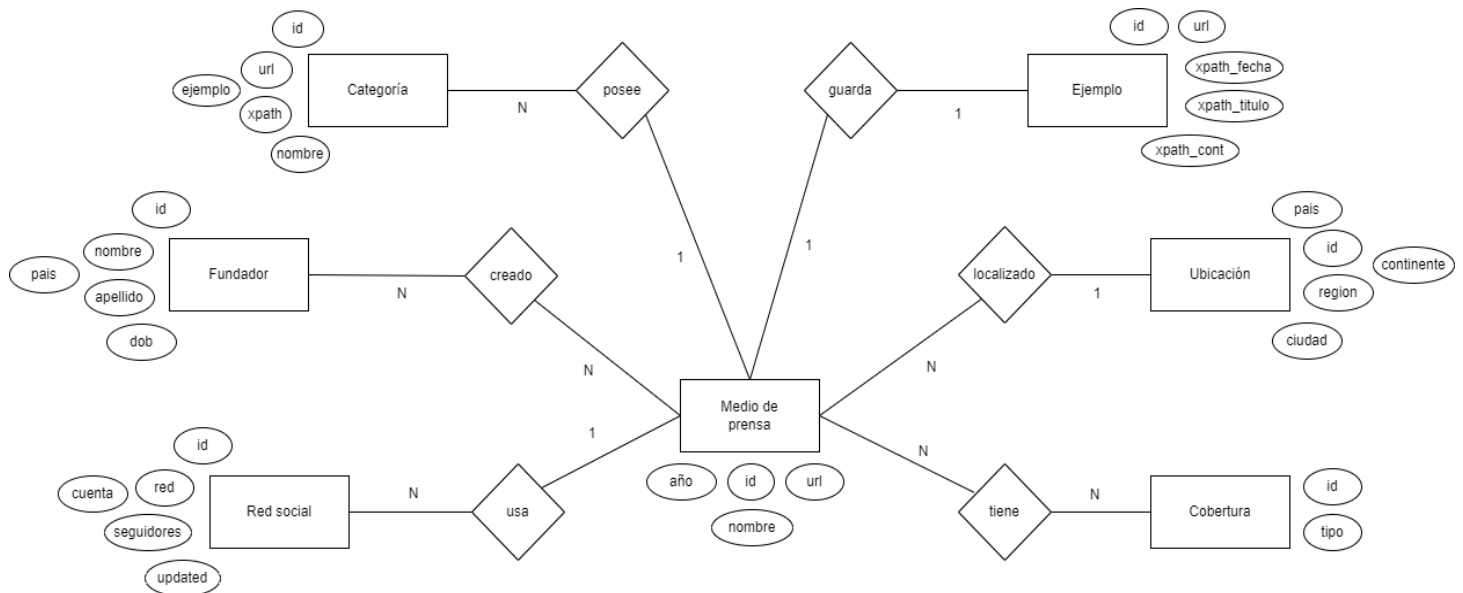 id
url
ejemplo
xpath
nombre
Categoría
N
posee
1
guarda
1
1
Ejemplo
id
url
xpath_fecha
xpath_titulo
xpath_cont
id
nombre
pais
apellido
dob
Fundador
N
creado
N
localizado
1
N
Ubicación
pais
id
continente
region
ciudad
Medio de
prensa
año
id
url
nombre
id
red
cuenta
seguidores
updated
Red social
N
usa
1
N
tiene
N
Cobertura
id
tipo